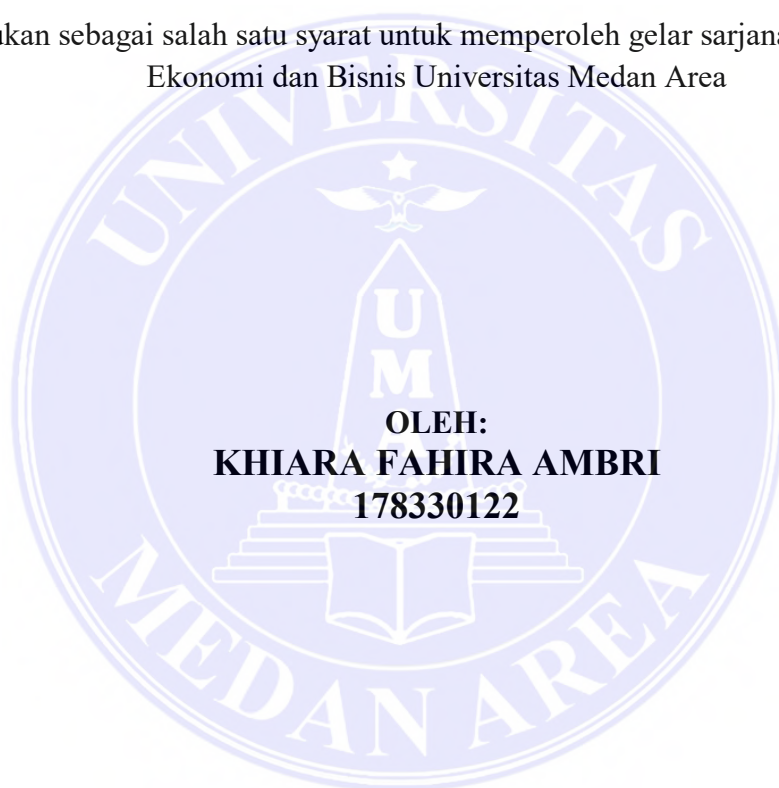 ukan sebagai salah satu syarat untuk memperoleh gelar sarjana
Ekonomi dan Bisnis Universitas Medan Area
UNIVERSITAS
U
M
A
OLEH:
KHIARA FAHIRA AMBRI
178330122
MEDAN AREA